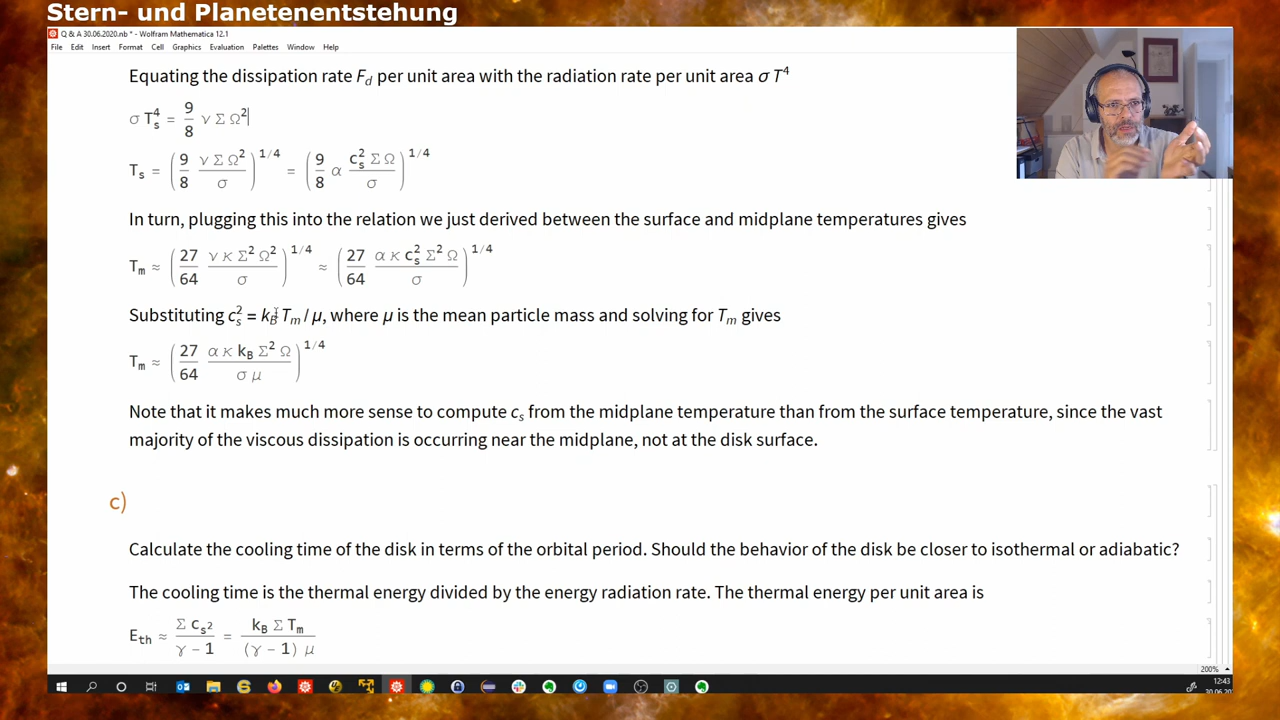 Stern- und Planetenentstehung
Q & A 30.06.2020.nb * - Wolfram Mathematica 12.1
File Edit Insert Format Cell Graphics Evaluation Palettes Window Help
Equating the dissipation rate F_d per unit area with the radiation rate per unit area σ T^4
σ T_s^4 = 9/8 ν Σ Ω^2
T_s = (9/8 ν Σ Ω^2/σ)^1/4 = (9/8 α c_s^2 Σ Ω/σ)^1/4
In turn, plugging this into the relation we just derived between the surface and midplane temperatures gives
T_m ≈ (27/64 ν κ Σ^2 Ω^2/σ)^1/4 ≈ (27/64 α κ c_s^2 Σ^2 Ω/σ)^1/4
Substituting c_s^2 = k_B T_m / μ, where μ is the mean particle mass and solving for T_m gives
T_m ≈ (27/64 α κ k_B Σ^2 Ω/σ μ)^1/4
Note that it makes much more sense to compute c_s from the midplane temperature than from the surface temperature, since the vast
majority of the viscous dissipation is occurring near the midplane, not at the disk surface.
c)
Calculate the cooling time of the disk in terms of the orbital period. Should the behavior of the disk be closer to isothermal or adiabatic?
The cooling time is the thermal energy divided by the energy radiation rate. The thermal energy per unit area is
E_th ≈ Σ c_s^2/γ - 1 = k_B Σ T_m/(γ - 1) μ
200%
12:43
30.06.20